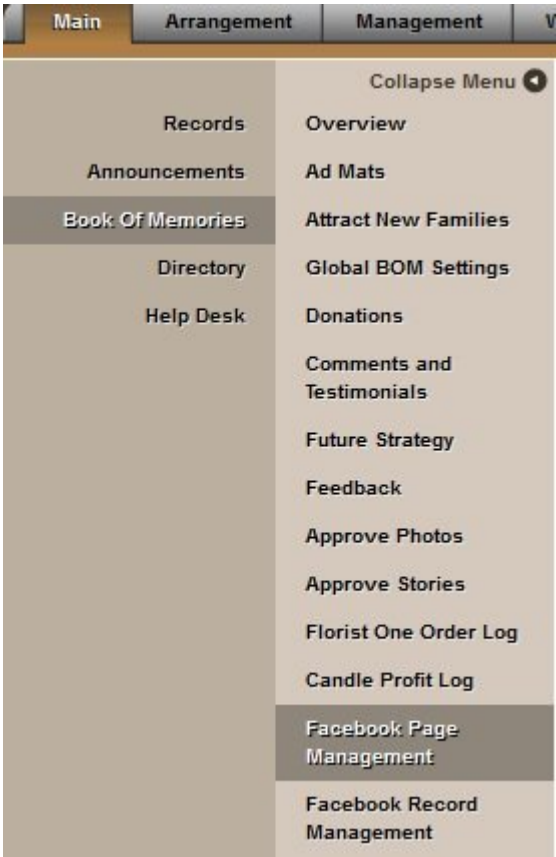 Main Arrangement Management
Collapse Menu
Records
Announcements
Book Of Memories
Directory
Help Desk
Overview
Ad Mats
Attract New Families
Global BOM Settings
Donations
Comments and
Testimonials
Future Strategy
Feedback
Approve Photos
Approve Stories
Florist One Order Log
Candle Profit Log
Facebook Page
Management
Facebook Record
Management